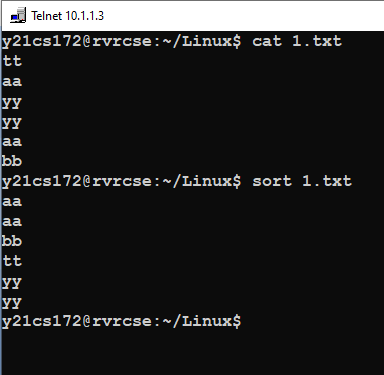 Telnet 10.1.1.3
y21cs172@rvrcse:~/Linux$ cat 1.txt
tt
aa
yy
yy
aa
bb
y21cs172@rvrcse:~/Linux$ sort 1.txt
aa
aa
bb
tt
yy
yy
y21cs172@rvrcse:~/Linux$